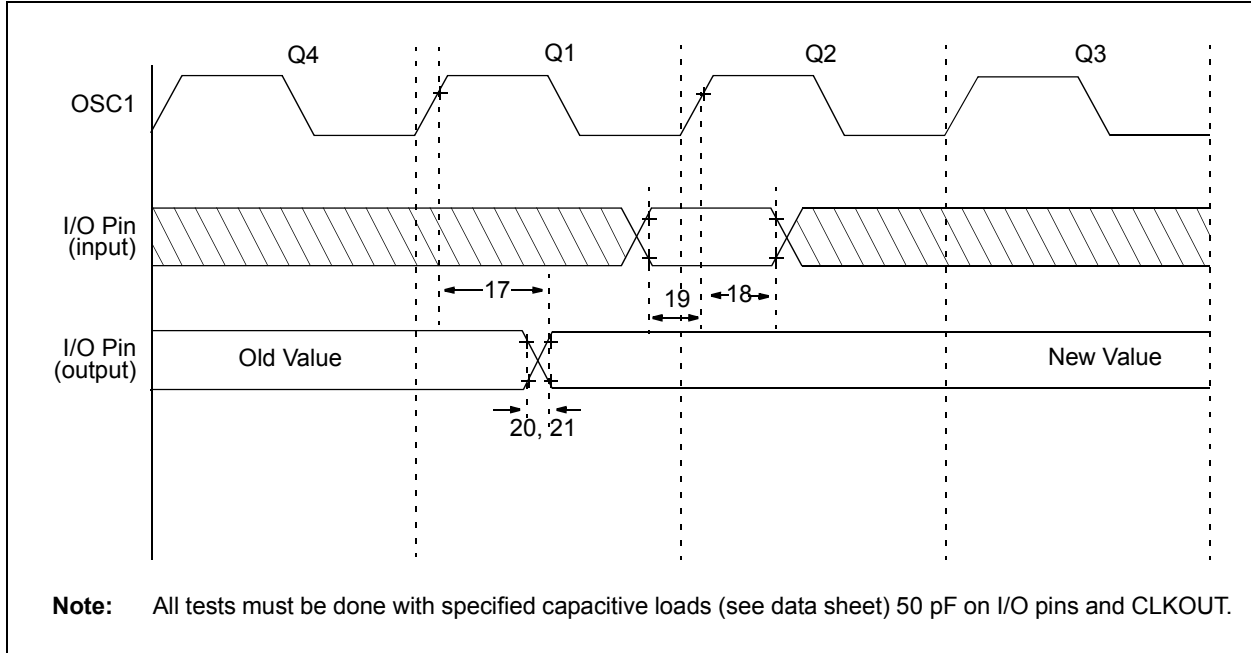 Q4 Q1 Q2 Q3
OSC1
I/O Pin
(input)
17 19 18
I/O Pin
(output)
Old Value New Value
20, 21
Note: All tests must be done with specified capacitive loads (see data sheet) 50 pF on I/O pins and CLKOUT.